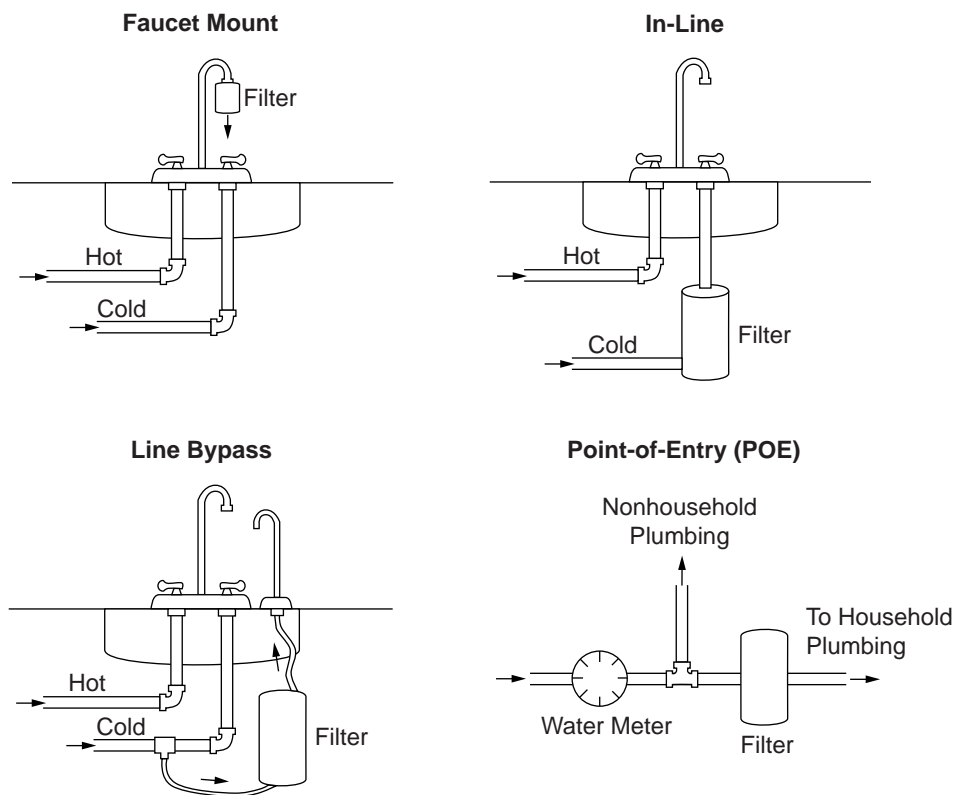 Faucet Mount
Filter
Hot
Cold
In-Line
Hot
Cold
Filter
Line Bypass
Hot
Cold
Filter
Point-of-Entry (POE)
Nonhousehold
Plumbing
To Household
Plumbing
Water Meter
Filter